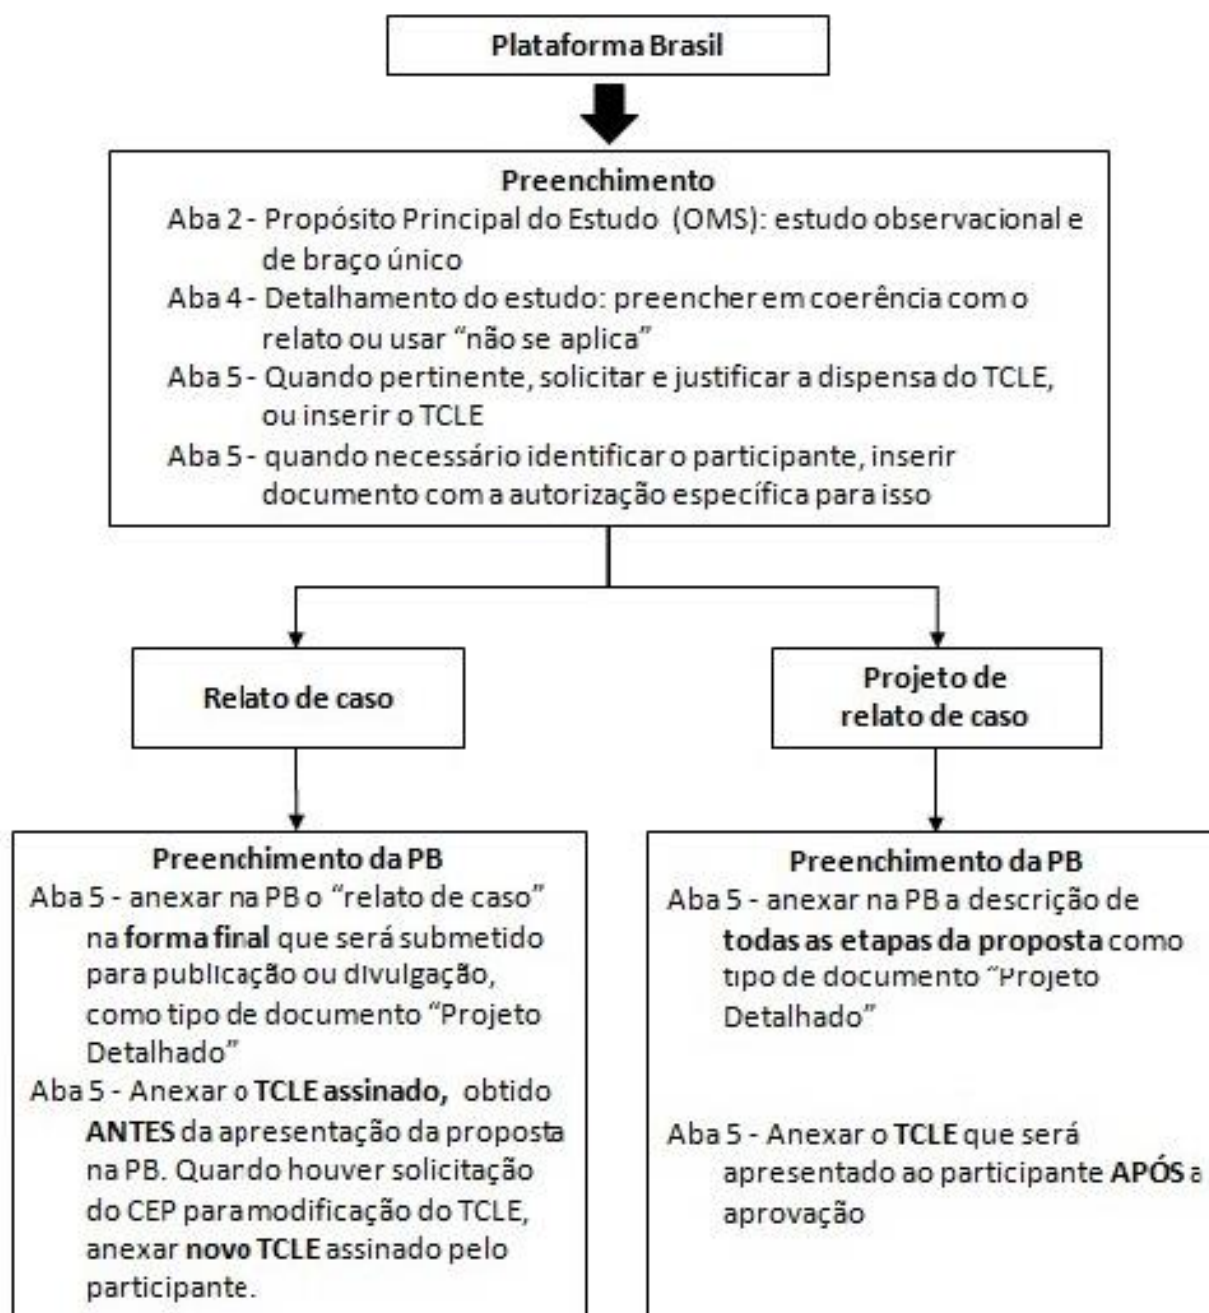 Plataforma Brasil
Preenchimento
Aba 2 - Propósito Principal do Estudo (OMS): estudo observacional e
de braço único
Aba 4 - Detalhamento do estudo: preencher em coerência com o
relato ou usar “não se aplica”
Aba 5 - Quando pertinente, solicitar e justificar a dispensa do TCLE,
ou inserir o TCLE
Aba 5 - quando necessário identificar o participante, inserir
documento com a autorização específica para isso
Relato de caso
Preenchimento da PB
Aba 5 - anexar na PB o “relato de caso”
na forma final que será submetido
para publicação ou divulgação,
como tipo de documento “Projeto
Detalhado”
Aba 5 - Anexar o TCLE assinado, obtido
ANTES da apresentação da proposta
na PB. Quando houver solicitação
do CEP para modificação do TCLE,
anexar novo TCLE assinado pelo
participante.
Projeto de
relato de caso
Preenchimento da PB
Aba 5 - anexar na PB a descrição de
todas as etapas da proposta como
tipo de documento “Projeto
Detalhado”
Aba 5 - Anexar o TCLE que será
apresentado ao participante APÓS a
aprovação